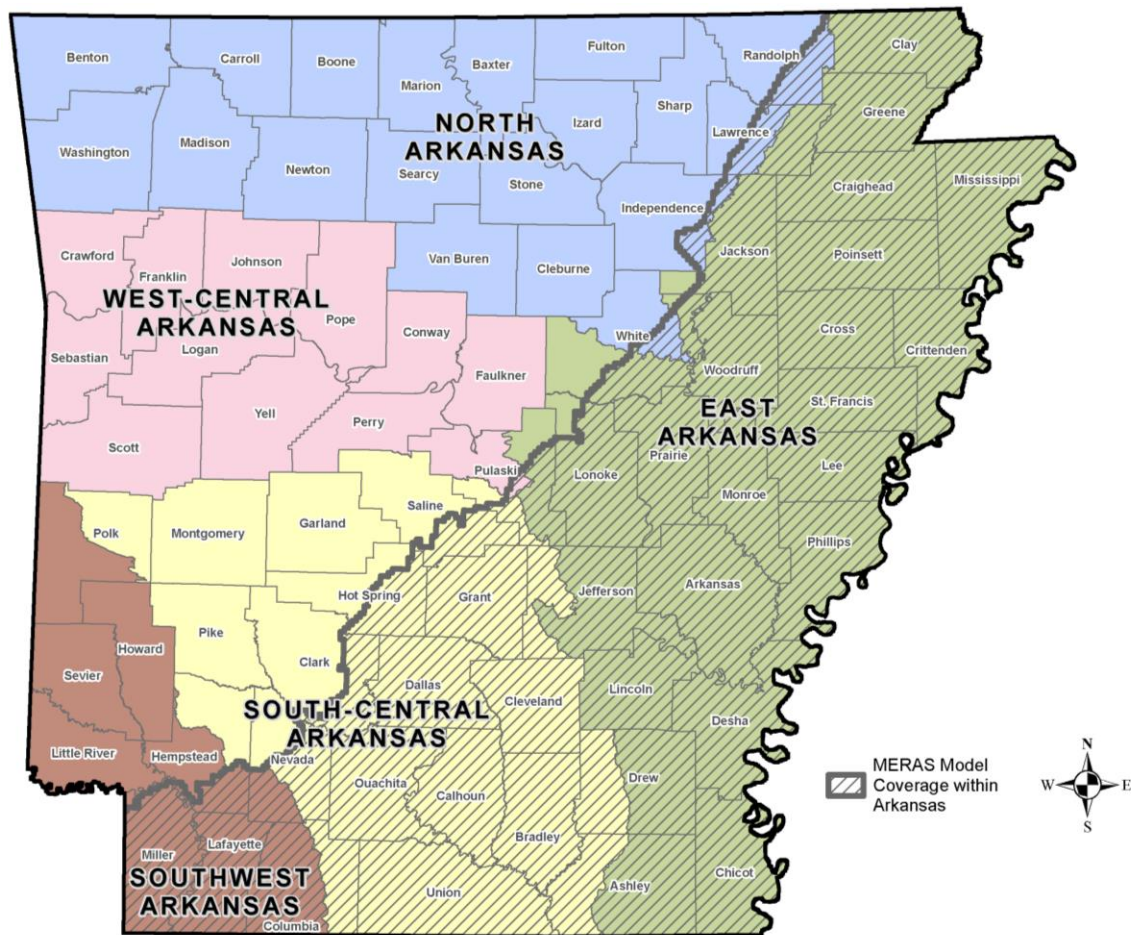 Clay
Fulton
Randolph
Benton
Carroll
Boone
Baxter
Marion
Greene
Sharp
Izard
NORTH
ARKANSAS
Lawrence
Madison
Washington
Newton
Searcy
Stone
Craighead
Mississippi
Independence
Jackson
Poinsett
Crawford
Franklin
Johnson
Van Buren
Cleburne
WEST-CENTRAL
ARKANSAS
Pope
Conway
White
Cross
Crittenden
Sebastian
Logan
Faulkner
Woodruff
Yell
Perry
EAST
ARKANSAS
St. Francis
Scott
Pulaski
Lonoke
Prairie
Lee
Monroe
Saline
Garland
Polk
Montgomery
Phillips
Hot Spring
Grant
Jefferson
Arkansas
Pike
Howard
Clark
Sevier
Dallas
Cleveland
Lincoln
Desha
SOUTH-CENTRAL
ARKANSAS
Little River
Hempstead
Nevada
Ouachita
Calhoun
Drew
MERAS Model
Coverage within
Arkansas
N
W
E
S
Bradley
Miller
Lafayette
SOUTHWEST
ARKANSAS
Union
Ashley
Chicot
Columbia